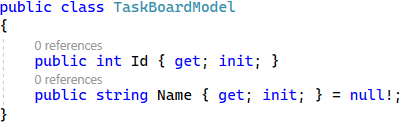 public class TaskBoardModel
{
0 references
public int Id { get; init; }
0 references
public string Name { get; init; } = null!;
}